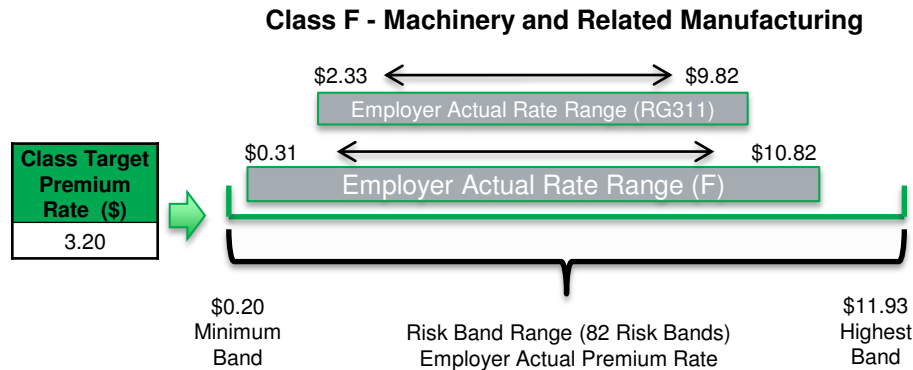 Class F - Machinery and Related Manufacturing
$2.33 $9.82
Employer Actual Rate Range (RG311)
$0.31 $10.82
Employer Actual Rate Range (F)
Class Target
Premium
Rate ($)
3.20
$0.20
Minimum
Band
Risk Band Range (82 Risk Bands)
Employer Actual Premium Rate
$11.93
Highest
Band